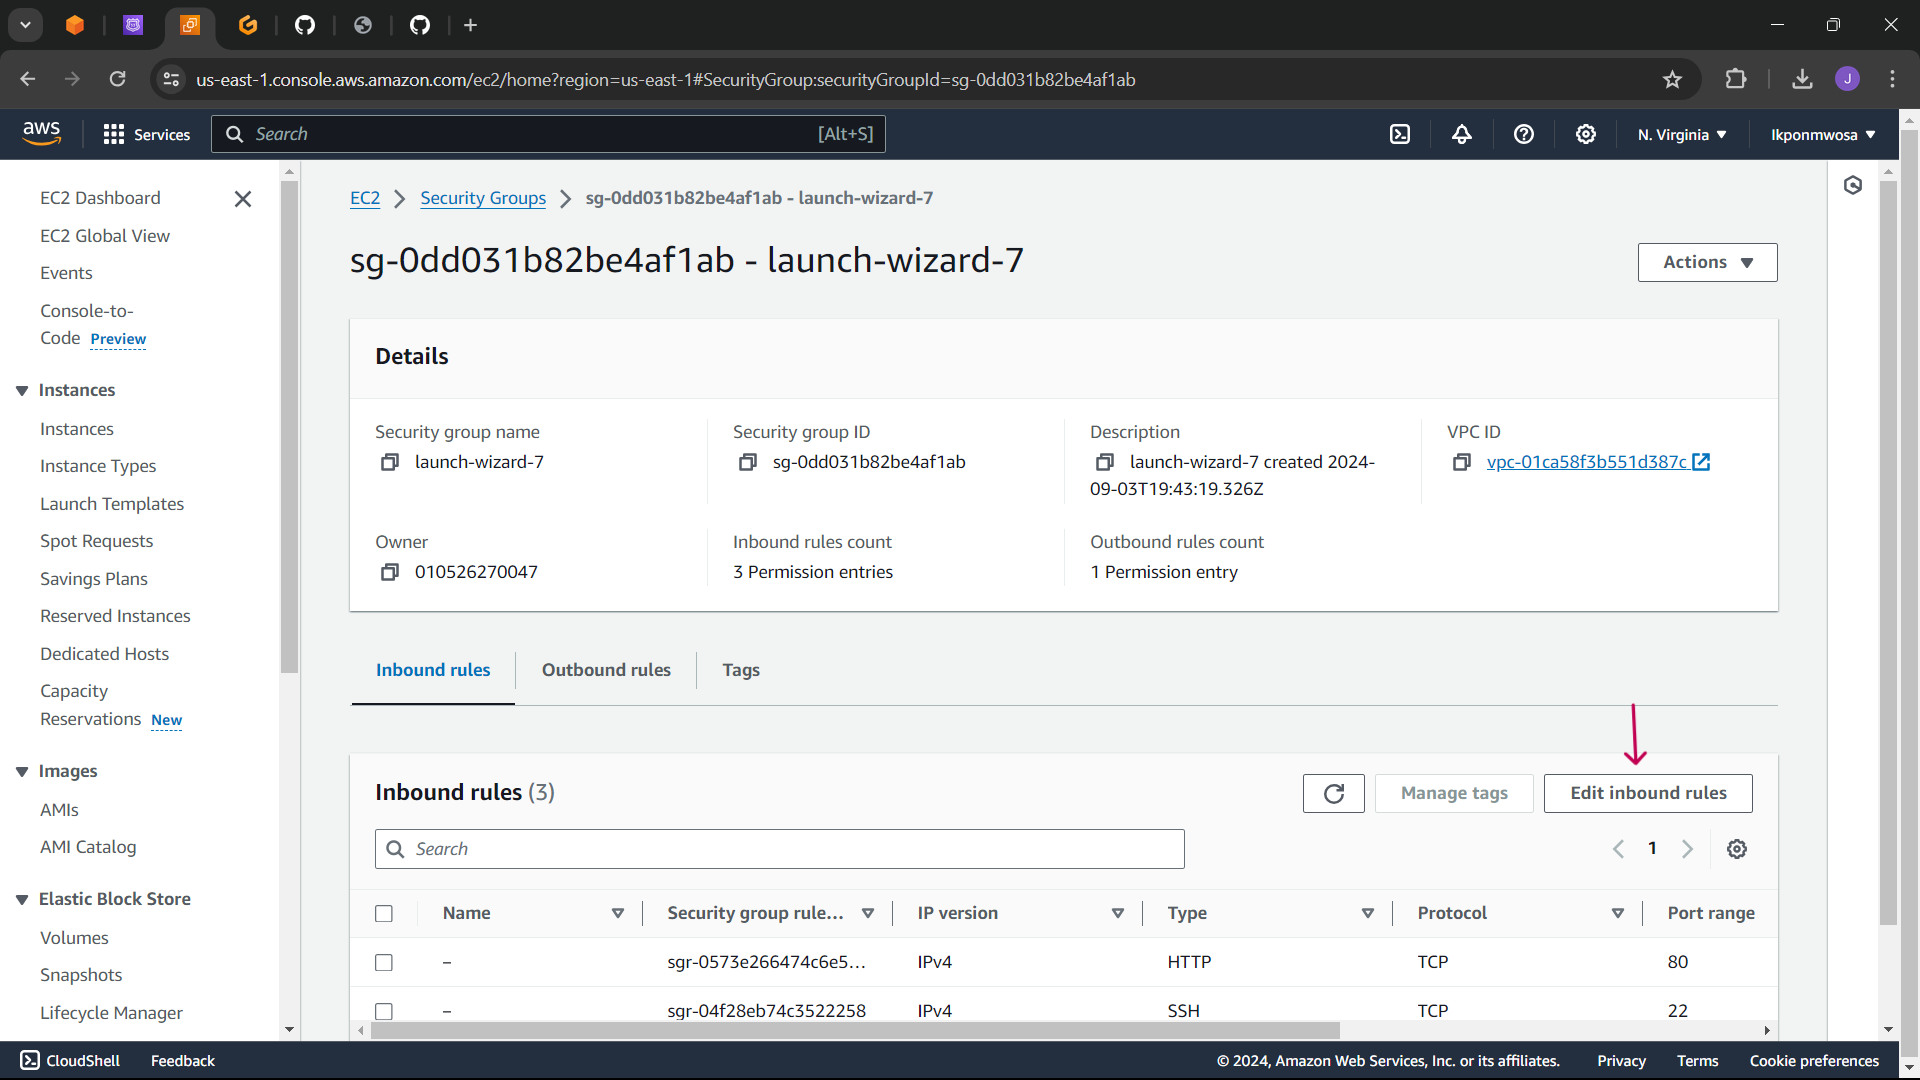 us-east-1.console.aws.amazon.com/ec2/home?region=us-east-1#SecurityGroup:securityGroupId=sg-0dd031b82be4af1ab
J
aws
Services
Search
[Alt+S]
N. Virginia
Ikponmwosa
EC2 Dashboard
EC2 Global View
Events
Console-to-
Code Preview
Instances
Instances
Instance Types
Launch Templates
Spot Requests
Savings Plans
Reserved Instances
Dedicated Hosts
Capacity
Reservations New
Images
AMIs
AMI Catalog
Elastic Block Store
Volumes
Snapshots
Lifecycle Manager
EC2
Security Groups
sg-0dd031b82be4af1ab - launch-wizard-7
sg-0dd031b82be4af1ab - launch-wizard-7
Actions
Details
Security group name
launch-wizard-7
Security group ID
sg-0dd031b82be4af1ab
Description
launch-wizard-7 created 2024-
09-03T19:43:19.326Z
VPC ID
vpc-01ca58f3b551d387c
Owner
010526270047
Inbound rules count
3 Permission entries
Outbound rules count
1 Permission entry
Inbound rules
Outbound rules
Tags
Inbound rules (3)
Manage tags
Edit inbound rules
Search
1
Name
Security group rule...
IP version
Type
Protocol
Port range
–
sgr-0573e266474c6e5...
IPv4
HTTP
TCP
80
–
sgr-04f28eb74c3522258
IPv4
SSH
TCP
22
CloudShell
Feedback
© 2024, Amazon Web Services, Inc. or its affiliates.
Privacy
Terms
Cookie preferences